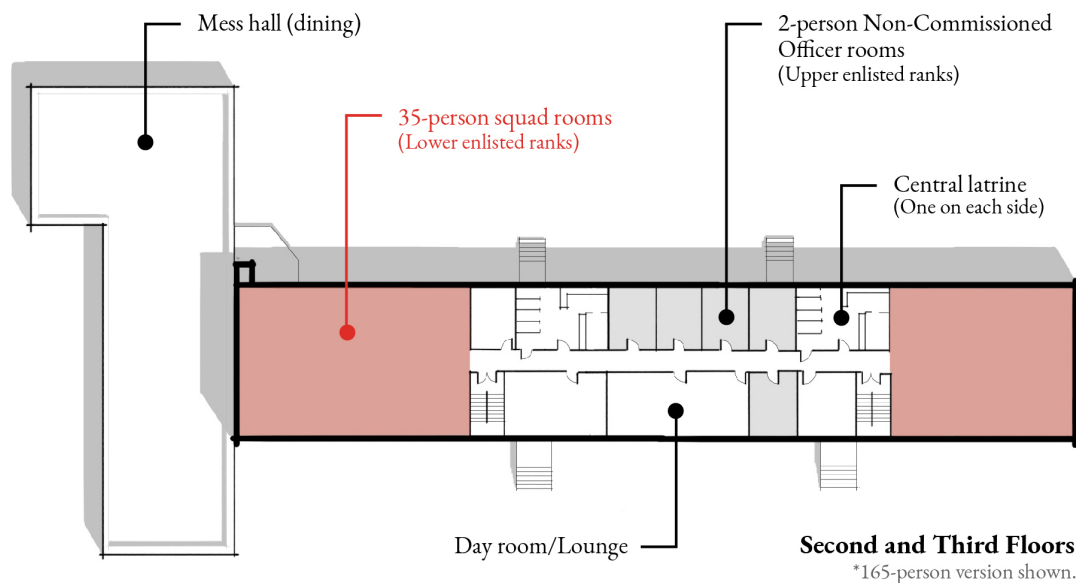 Mess hall (dining)
2-person Non-Commissioned
Officer rooms
(Upper enlisted ranks)
35-person squad rooms
(Lower enlisted ranks)
Central latrine
(One on each side)
Day room/Lounge
Second and Third Floors
*165-person version shown.